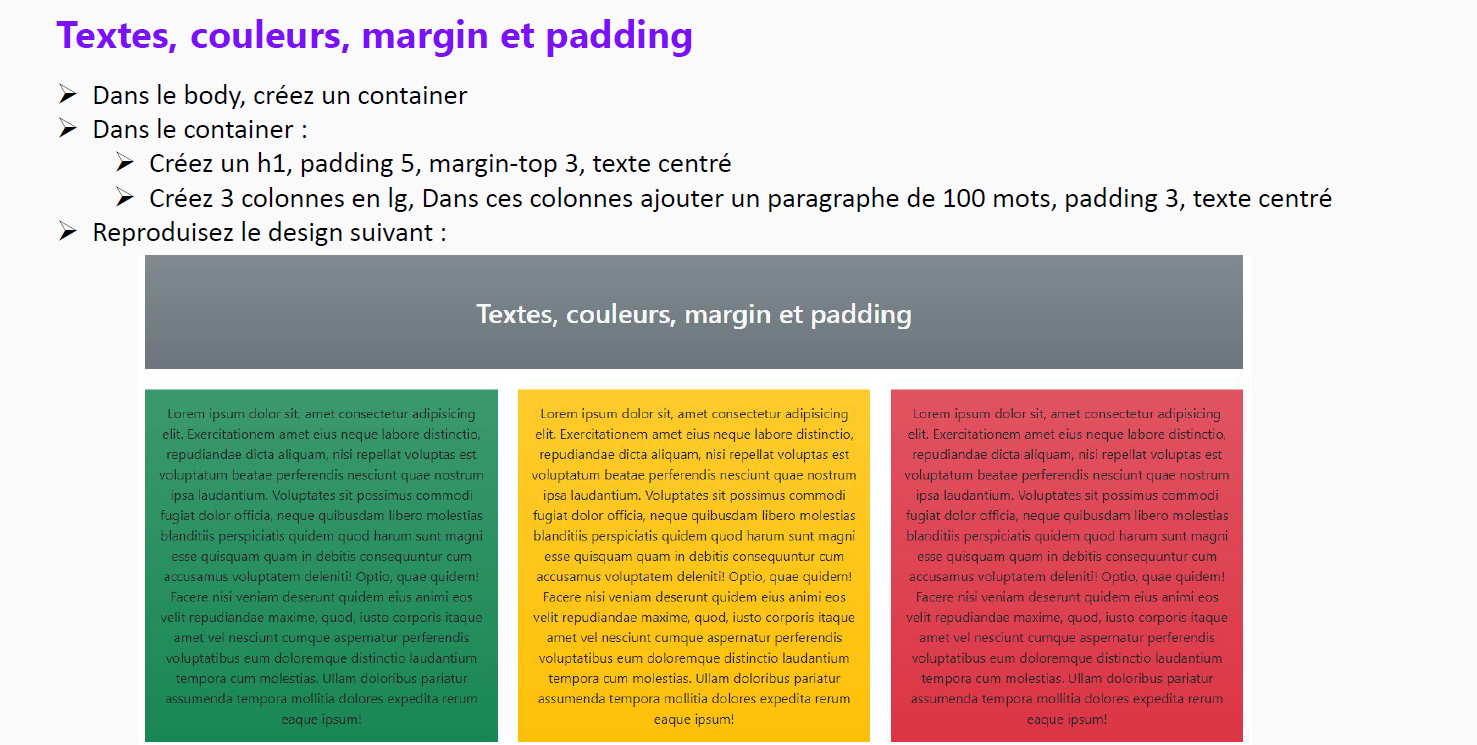 Textes, couleurs, margin et padding
Dans le body, créez un container
Dans le container :
Créez un h1, padding 5, margin-top 3, texte centré
Créez 3 colonnes en lg, Dans ces colonnes ajouter un paragraphe de 100 mots, padding 3, texte centré
Reproduisez le design suivant :
Textes, couleurs, margin et padding
Lorem ipsum dolor sit, amet consectetur adipisicing
elit. Exercitationem amet eius neque labore distinctio,
repudiandae dicta aliquam, nisi repellat voluptas est
voluptatum beatae perferendis nesciunt quae nostrum
ipsa laudantium. Voluptates sit possimus commodi
fugiat dolor officia, neque quibusdam libero molestias
blanditiis perspiciatis quidem quod harum sunt magni
esse quisquam quam in debitis consequuntur cum
accusamus voluptatem deleniti! Optio, quae quidem!
Facere nisi veniam deserunt quidem eius animi eos
velit repudiandae maxime, quod, iusto corporis itaque
amet vel nesciunt cumque aspernatur perferendis
voluptatibus eum doloremque distinctio laudantium
tempora cum molestias. Ullam doloribus pariatur
assumenda tempora mollitia dolores expedita rerum
eaque ipsum!
Lorem ipsum dolor sit, amet consectetur adipisicing
elit. Exercitationem amet eius neque labore distinctio,
repudiandae dicta aliquam, nisi repellat voluptas est
voluptatum beatae perferendis nesciunt quae nostrum
ipsa laudantium. Voluptates sit possimus commodi
fugiat dolor officia, neque quibusdam libero molestias
blanditiis perspiciatis quidem quod harum sunt magni
esse quisquam quam in debitis consequuntur cum
accusamus voluptatem deleniti! Optio, quae quidem!
Facere nisi veniam deserunt quidem eius animi eos
velit repudiandae maxime, quod, iusto corporis itaque
amet vel nesciunt cumque aspernatur perferendis
voluptatibus eum doloremque distinctio laudantium
tempora cum molestias. Ullam doloribus pariatur
assumenda tempora mollitia dolores expedita rerum
eaque ipsum!
Lorem ipsum dolor sit, amet consectetur adipisicing
elit. Exercitationem amet eius neque labore distinctio,
repudiandae dicta aliquam, nisi repellat voluptas est
voluptatum beatae perferendis nesciunt quae nostrum
ipsa laudantium. Voluptates sit possimus commodi
fugiat dolor officia, neque quibusdam libero molestias
blanditiis perspiciatis quidem quod harum sunt magni
esse quisquam quam in debitis consequuntur cum
accusamus voluptatem deleniti! Optio, quae quidem!
Facere nisi veniam deserunt quidem eius animi eos
velit repudiandae maxime, quod, iusto corporis itaque
amet vel nesciunt cumque aspernatur perferendis
voluptatibus eum doloremque distinctio laudantium
tempora cum molestias. Ullam doloribus pariatur
assumenda tempora mollitia dolores expedita rerum
eaque ipsum!